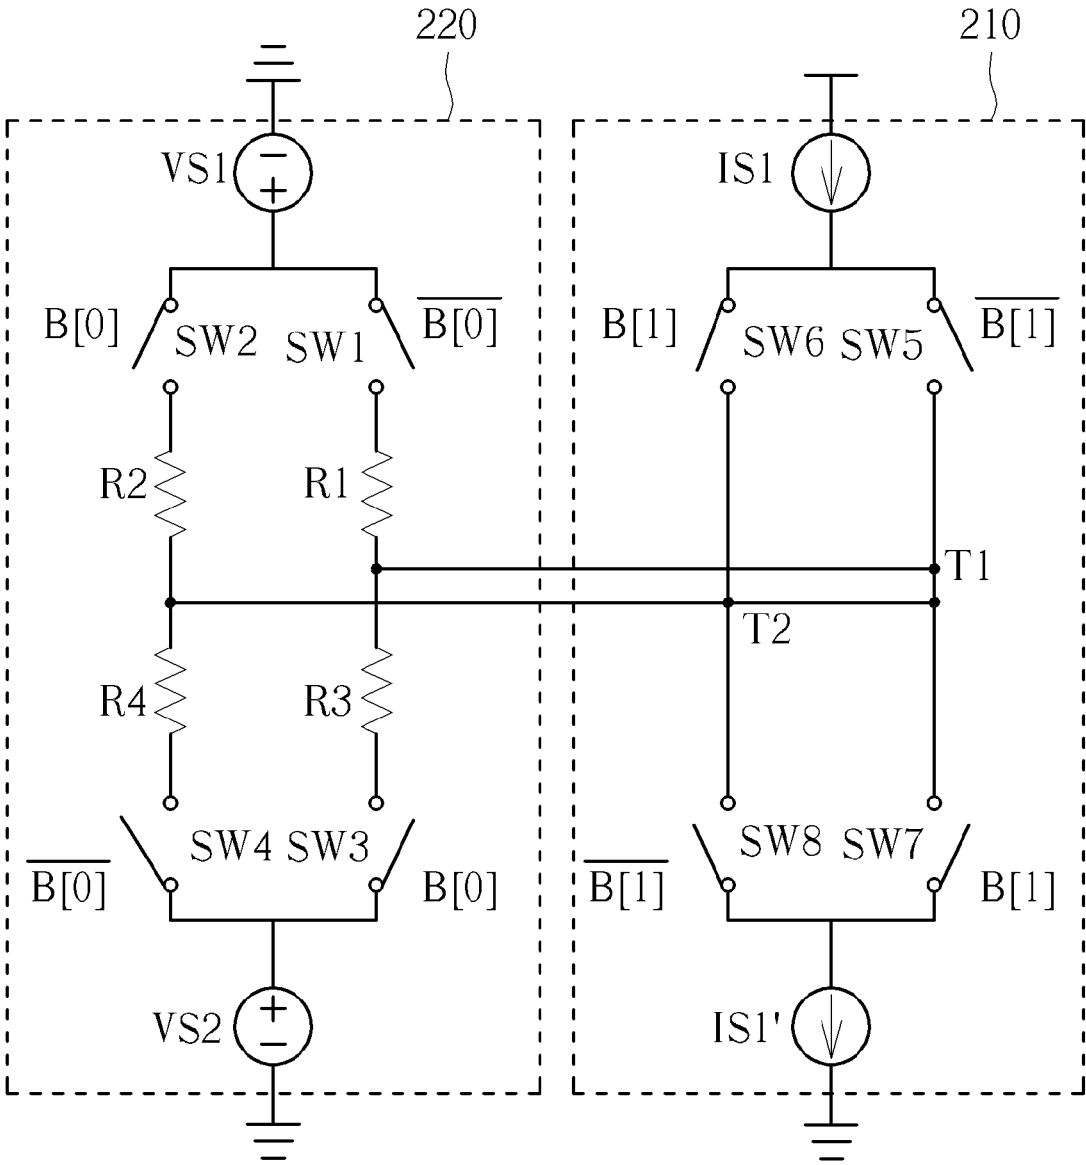 220 210
VS1 IS1
B[0] SW2 SW1 B̅[̅0̅]̅ B[1] SW6 SW5 B̅[̅1̅]̅
R2 R1
T1
T2
R4 R3
SW4 SW3 SW8 SW7
B̅[̅0̅]̅ B[0] B̅[̅1̅]̅ B[1]
VS2 IS1'